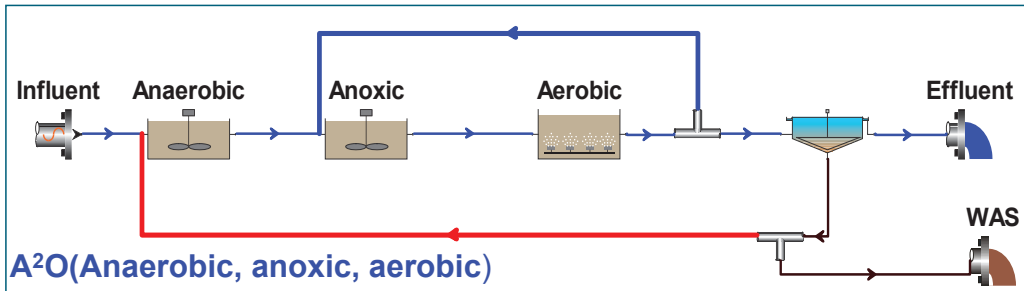 Influent
Anaerobic
Anoxic
Aerobic
Effluent
WAS
A²O(Anaerobic, anoxic, aerobic)